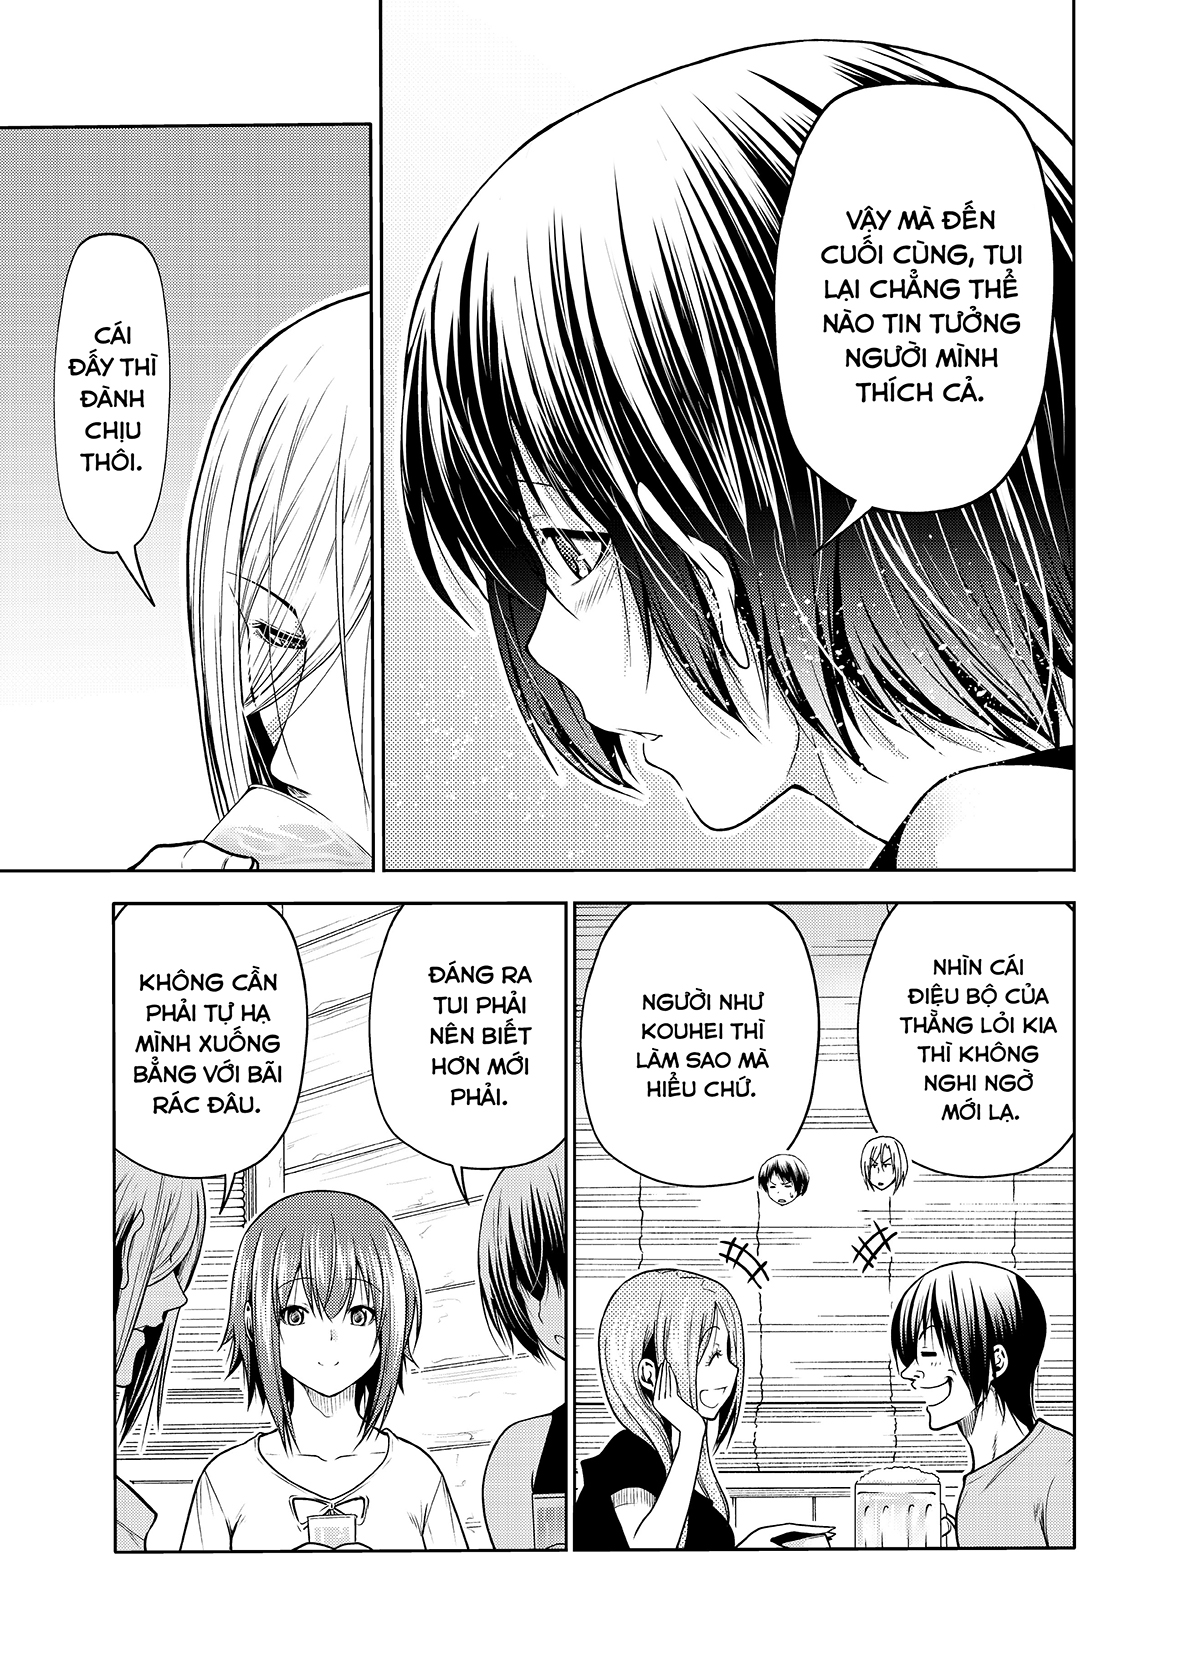 VẬY MÀ ĐẾN
CUỐI CÙNG, TUI
LẠI CHẲNG THỂ
NÀO TIN TƯỞNG
NGƯỜI MÌNH
THÍCH CẢ.
CÁI
ĐẤY THÌ
ĐÀNH
CHỊU
THÔI.
NHÌN CÁI
ĐIỆU BỘ CỦA
THẰNG LỎI KIA
THÌ KHÔNG
NGHI NGỜ
MỚI LẠ.
NGƯỜI NHƯ
KOUHEI THÌ
LÀM SAO MÀ
HIỂU CHỨ.
ĐÁNG RA
TUI PHẢI
NÊN BIẾT
HƠN MỚI
PHẢI.
KHÔNG CẦN
PHẢI TỰ HẠ
MÌNH XUỐNG
BẲNG VỚI BÃI
RÁC ĐÂU.